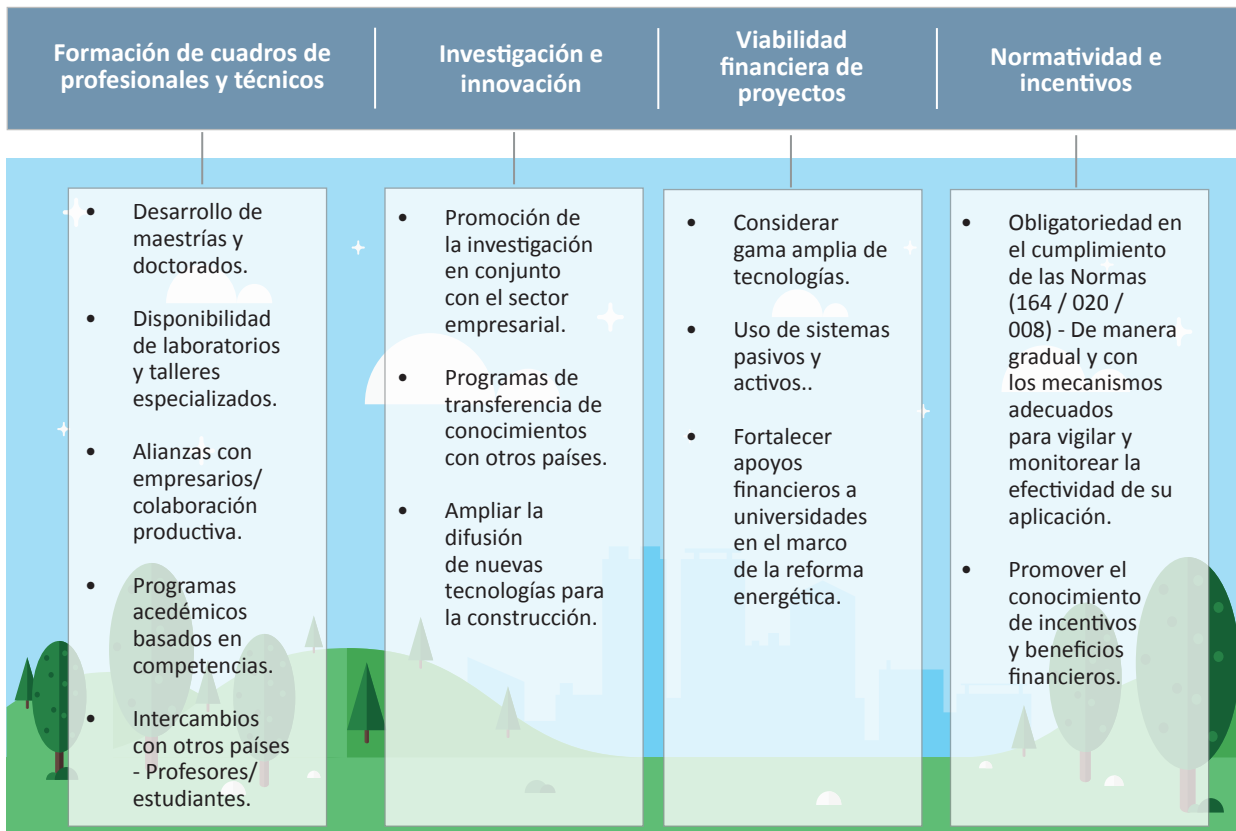 Formación de cuadros de
profesionales y técnicos
Investigación e
innovación
Viabilidad
financiera de
proyectos
Normatividad e
incentivos
• Desarrollo de
maestrías y
doctorados.
• Disponibilidad
de laboratorios
y talleres
especializados.
• Alianzas con
empresarios/
colaboración
productiva.
• Programas
acedémicos
basados en
competencias.
• Intercambios
con otros países
- Profesores/
estudiantes.
• Promoción de
la investigación
en conjunto
con el sector
empresarial.
• Programas de
transferencia de
conocimientos
con otros países.
• Ampliar la
difusión
de nuevas
tecnologías para
la construcción.
• Considerar
gama amplia de
tecnologías.
• Uso de sistemas
pasivos y
activos..
• Fortalecer
apoyos
financieros a
universidades
en el marco
de la reforma
energética.
• Obligatoriedad en
el cumplimiento
de las Normas
(164 / 020 /
008) - De manera
gradual y con
los mecanismos
adecuados
para vigilar y
monitorear la
efectividad de su
aplicación.
• Promover el
conocimiento
de incentivos
y beneficios
financieros.